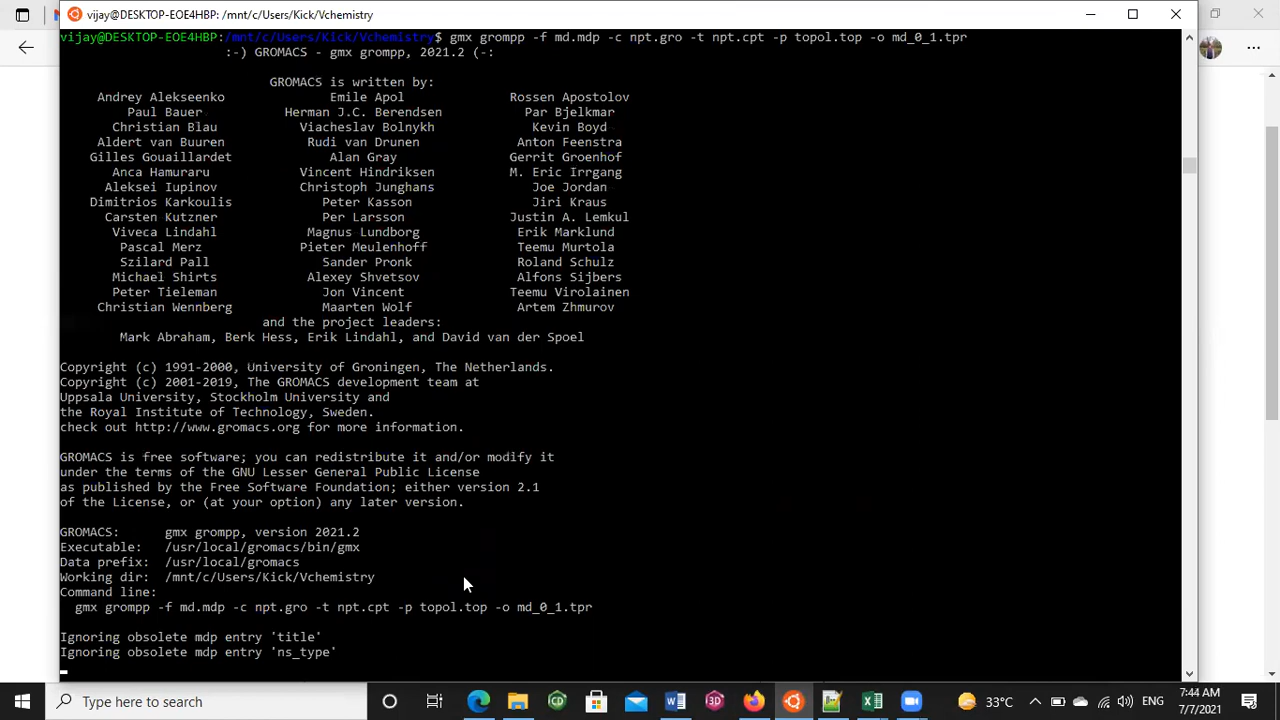 vijay@DESKTOP-EOE4HBP: /mnt/c/Users/Kick/Vchemistry
vijay@DESKTOP-EOE4HBP:/mnt/c/Users/Kick/Vchemistry$ gmx grompp -f md.mdp -c npt.gro -t npt.cpt -p topol.top -o md_0_1.tpr
:-) GROMACS - gmx grompp, 2021.2 (-:
GROMACS is written by:
Andrey Alekseenko Emile Apol Rossen Apostolov
Paul Bauer Herman J.C. Berendsen Par Bjelkmar
Christian Blau Viacheslav Bolnykh Kevin Boyd
Aldert van Buuren Rudi van Drunen Anton Feenstra
Gilles Gouaillardet Alan Gray Gerrit Groenhof
Anca Hamuraru Vincent Hindriksen M. Eric Irrgang
Aleksei Iupinov Christoph Junghans Joe Jordan
Dimitrios Karkoulis Peter Kasson Jiri Kraus
Carsten Kutzner Per Larsson Justin A. Lemkul
Viveca Lindahl Magnus Lundborg Erik Marklund
Pascal Merz Pieter Meulenhoff Teemu Murtola
Szilard Pall Sander Pronk Roland Schulz
Michael Shirts Alexey Shvetsov Alfons Sijbers
Peter Tieleman Jon Vincent Teemu Virolainen
Christian Wennberg Maarten Wolf Artem Zhmurov
and the project leaders:
Mark Abraham, Berk Hess, Erik Lindahl, and David van der Spoel
Copyright (c) 1991-2000, University of Groningen, The Netherlands.
Copyright (c) 2001-2019, The GROMACS development team at
Uppsala University, Stockholm University and
the Royal Institute of Technology, Sweden.
check out http://www.gromacs.org for more information.
GROMACS is free software; you can redistribute it and/or modify it
under the terms of the GNU Lesser General Public License
as published by the Free Software Foundation; either version 2.1
of the License, or (at your option) any later version.
GROMACS: gmx grompp, version 2021.2
Executable: /usr/local/gromacs/bin/gmx
Data prefix: /usr/local/gromacs
Working dir: /mnt/c/Users/Kick/Vchemistry
Command line:
gmx grompp -f md.mdp -c npt.gro -t npt.cpt -p topol.top -o md_0_1.tpr
Ignoring obsolete mdp entry 'title'
Ignoring obsolete mdp entry 'ns_type'
Type here to search
33°C
ENG
7:44 AM
7/7/2021